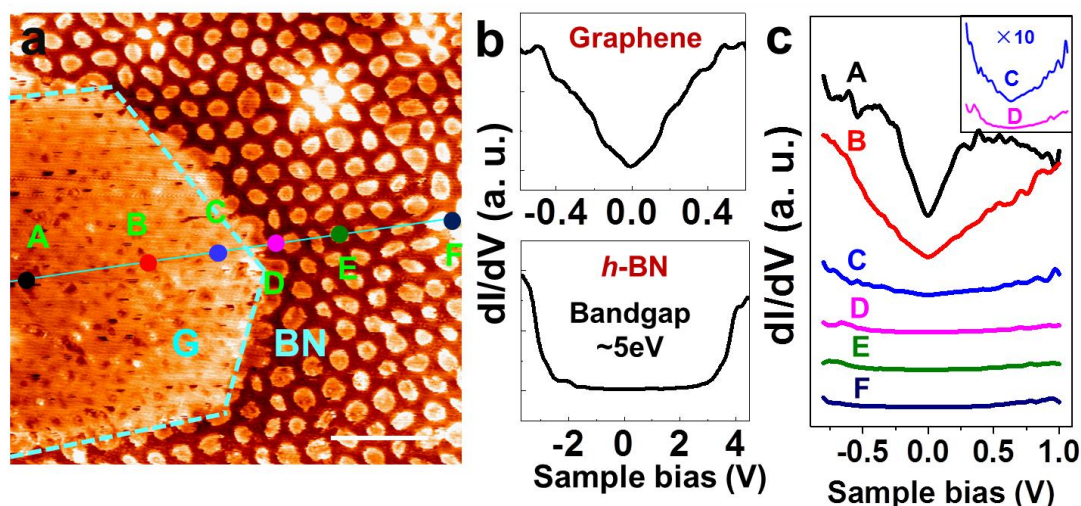 a
A
B
C
D
E
F
G
BN
b
Graphene
-0.4 0.0 0.4
h-BN
Bandgap
~5eV
-2 0 2 4
Sample bias (V)
dI/dV (a. u.)
c
×10
C
D
A
B
C
D
E
F
-0.5 0.0 0.5 1.0
Sample bias (V)
dI/dV (a. u.)